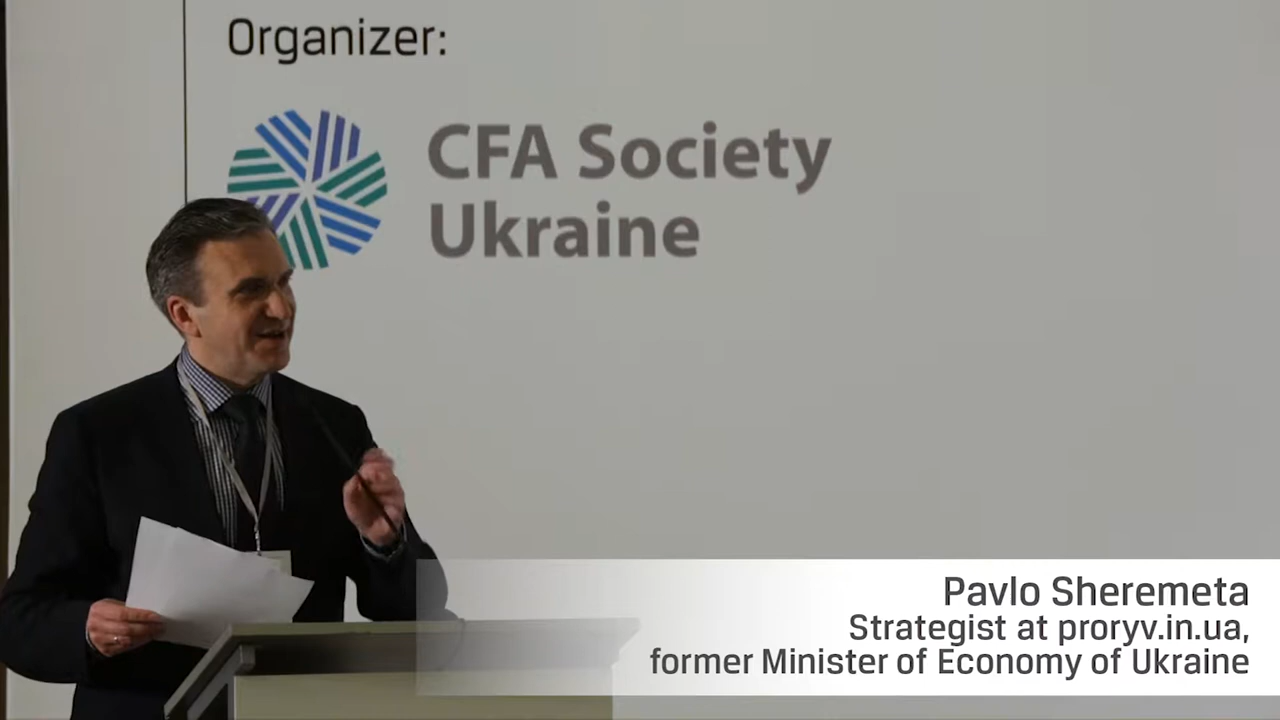 Organizer:
CFA Society
Ukraine
Pavlo Sheremeta
Strategist at proryv.in.ua,
former Minister of Economy of Ukraine